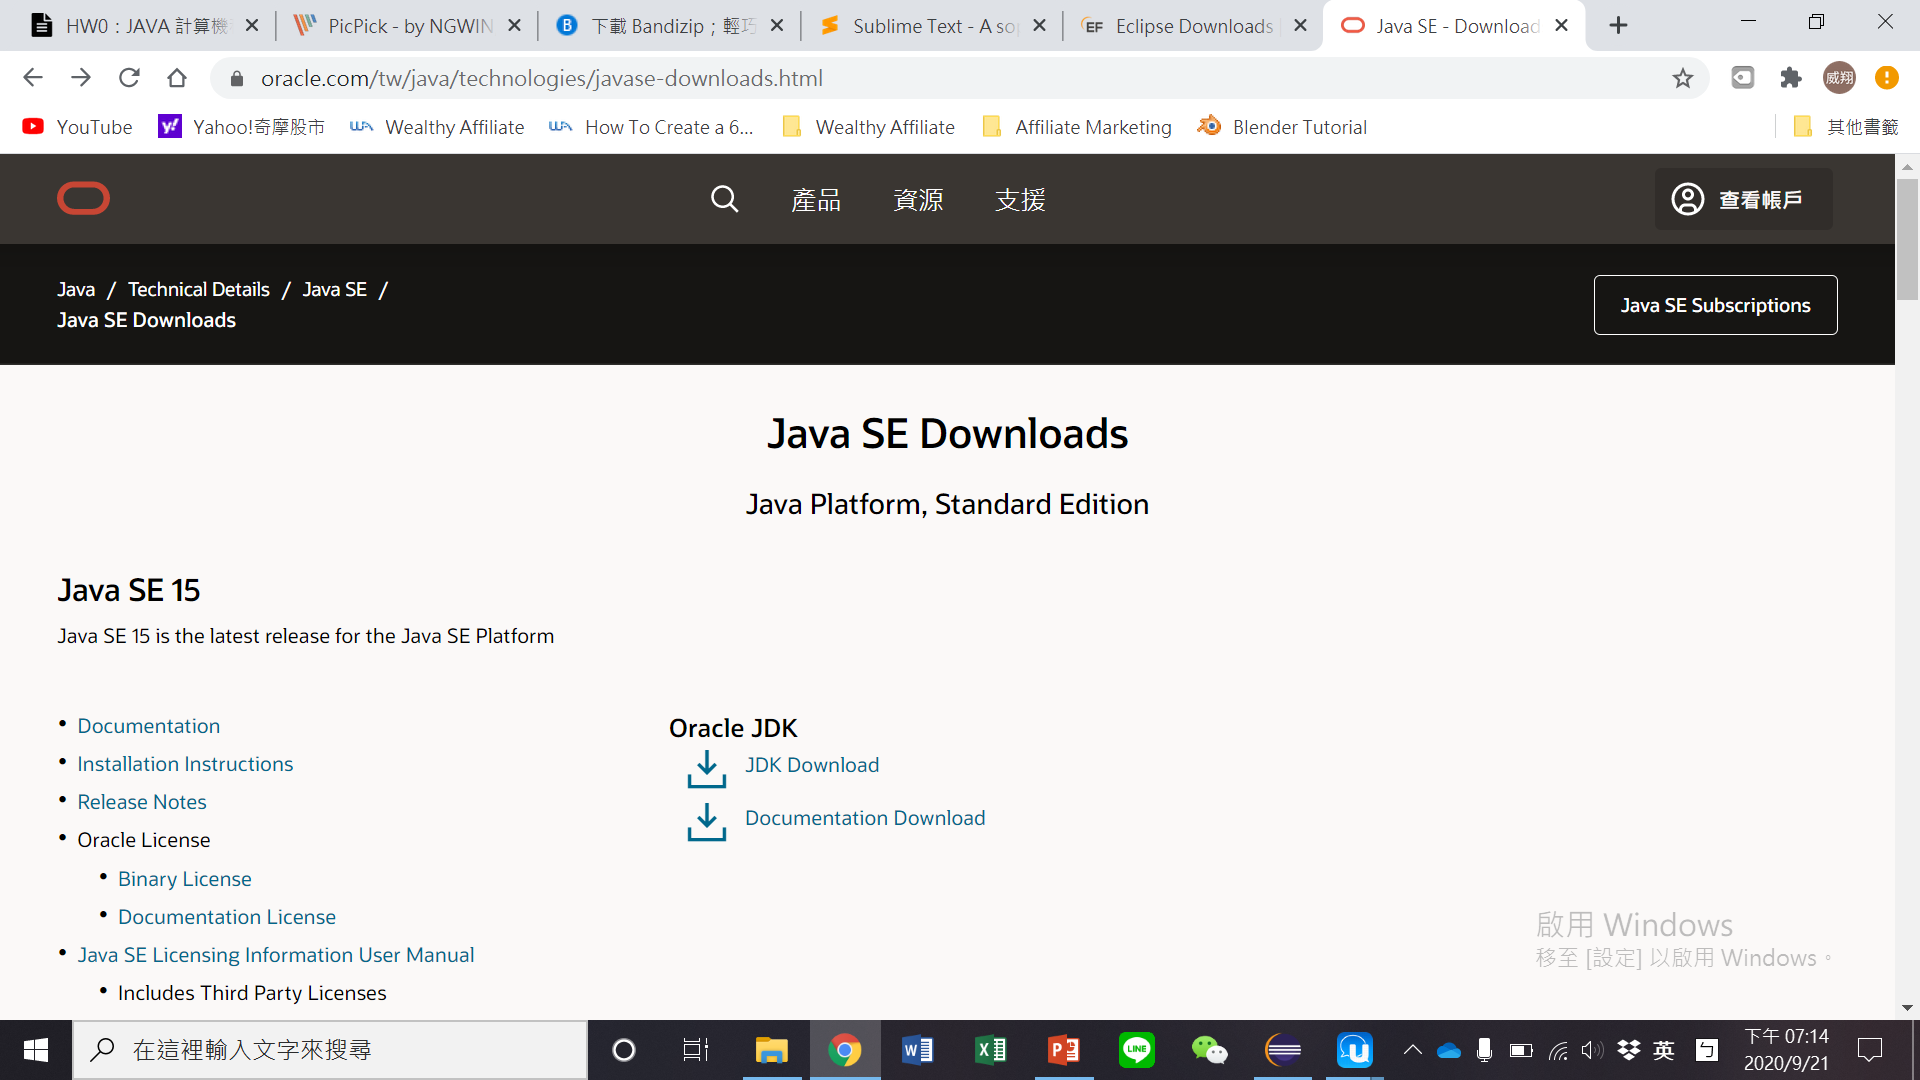 HW0：JAVA 計算機
PicPick - by NGWIN
下載 Bandizip；輕巧
Sublime Text - A so
Eclipse Downloads
Java SE - Download
oracle.com/tw/java/technologies/javase-downloads.html
威翔
YouTube
Yahoo!奇摩股市
Wealthy Affiliate
How To Create a 6...
Wealthy Affiliate
Affiliate Marketing
Blender Tutorial
其他書籤
產品
資源
支援
查看帳戶
Java / Technical Details / Java SE /
Java SE Downloads
Java SE Subscriptions
Java SE Downloads
Java Platform, Standard Edition
Java SE 15
Java SE 15 is the latest release for the Java SE Platform
• Documentation
• Installation Instructions
• Release Notes
• Oracle License
• Binary License
• Documentation License
• Java SE Licensing Information User Manual
• Includes Third Party Licenses
Oracle JDK
JDK Download
Documentation Download
啟用 Windows
移至 [設定] 以啟用 Windows。
在這裡輸入文字來搜尋
LINE
英
ㄅ
下午 07:14
2020/9/21